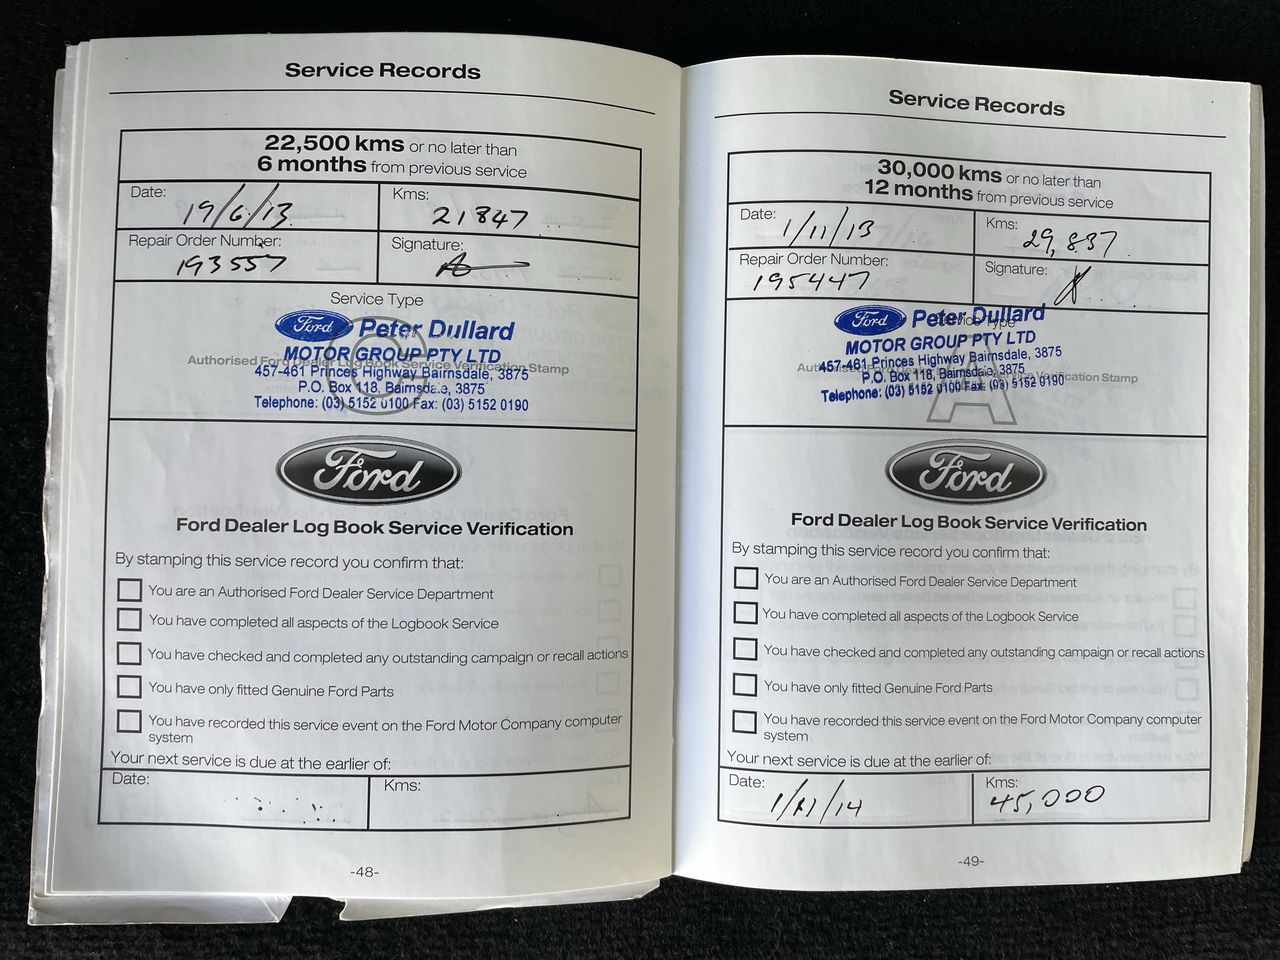 Service Records
22,500 kms or no later than
6 months from previous service
Date:
19/6/13
Kms:
21847
Repair Order Number:
193557
Signature:
Service Type
C
Ford Peter Dullard
MOTOR GROUP PTY LTD
Authorised Ford Dealer Log Book Service Verification Stamp
457-461 Princes Highway Bairnsdale, 3875
P.O. Box 118, Bairnsdale, 3875
Telephone: (03) 5152 0100 Fax: (03) 5152 0190
Ford
Ford Dealer Log Book Service Verification
By stamping this service record you confirm that:
You are an Authorised Ford Dealer Service Department
You have completed all aspects of the Logbook Service
You have checked and completed any outstanding campaign or recall actions
You have only fitted Genuine Ford Parts
You have recorded this service event on the Ford Motor Company computer
system
Your next service is due at the earlier of:
Date:
Kms:
-48-
Service Records
30,000 kms or no later than
12 months from previous service
Date:
1/11/13
Kms:
29,837
Repair Order Number:
195447
Signature:
Service Type
A
Ford Peter Dullard
MOTOR GROUP PTY LTD
Authorised Ford Dealer Log Book Service Verification Stamp
457-461 Princes Highway Bairnsdale, 3875
P.O. Box 118, Bairnsdale, 3875
Telephone: (03) 5152 0100 Fax: (03) 5152 0190
Ford
Ford Dealer Log Book Service Verification
By stamping this service record you confirm that:
You are an Authorised Ford Dealer Service Department
You have completed all aspects of the Logbook Service
You have checked and completed any outstanding campaign or recall actions
You have only fitted Genuine Ford Parts
You have recorded this service event on the Ford Motor Company computer
system
Your next service is due at the earlier of:
Date:
1/11/14
Kms:
45,000
-49-